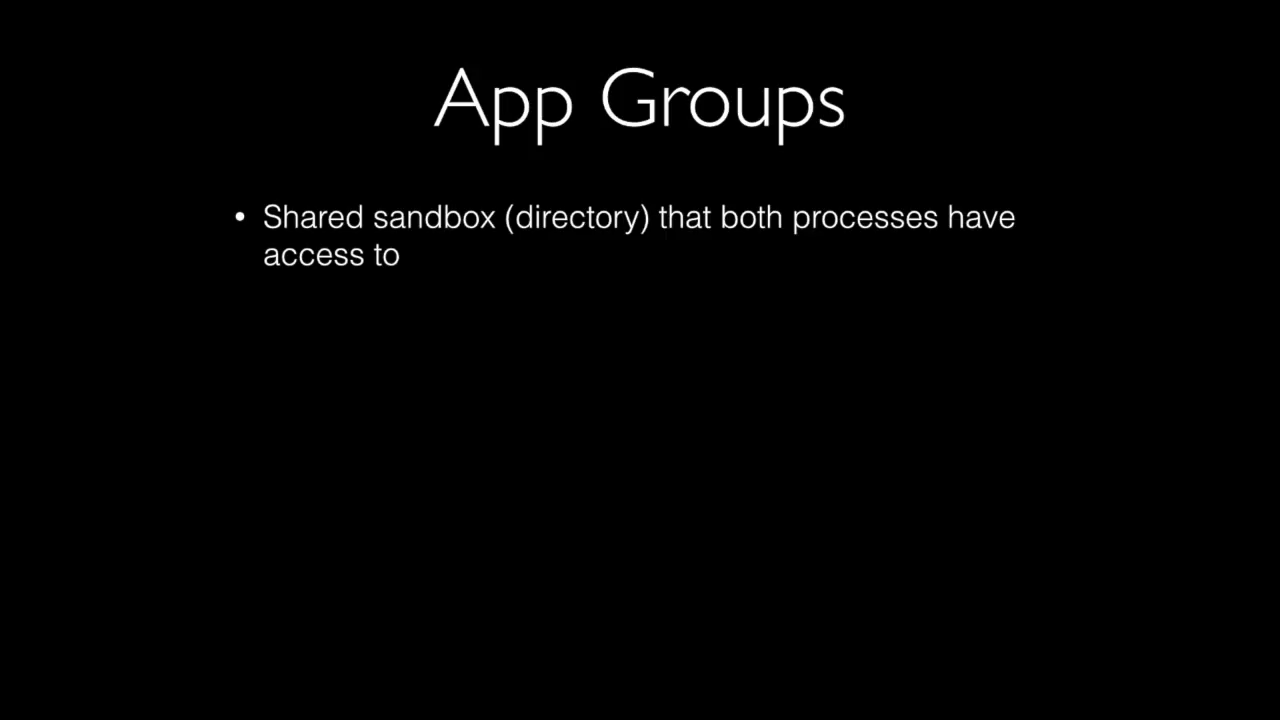 App Groups
• Shared sandbox (directory) that both processes have
access to